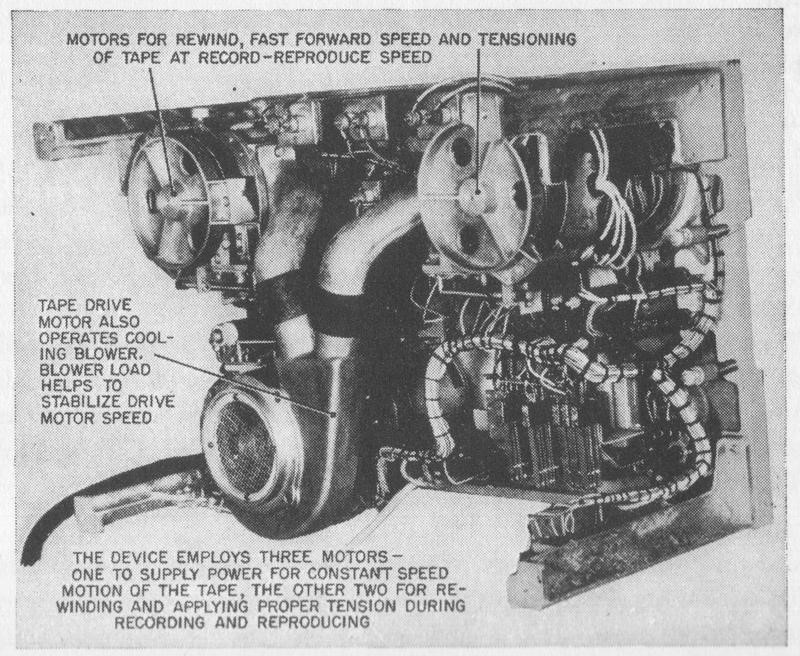 MOTORS FOR REWIND, FAST FORWARD SPEED AND TENSIONING
OF TAPE AT RECORD-REPRODUCE SPEED
TAPE DRIVE
MOTOR ALSO
OPERATES COOL-
ING BLOWER.
BLOWER LOAD
HELPS TO
STABILIZE DRIVE
MOTOR SPEED
THE DEVICE EMPLOYS THREE MOTORS—
ONE TO SUPPLY POWER FOR CONSTANT SPEED
MOTION OF THE TAPE, THE OTHER TWO FOR RE-
WINDING AND APPLYING PROPER TENSION DURING
RECORDING AND REPRODUCING